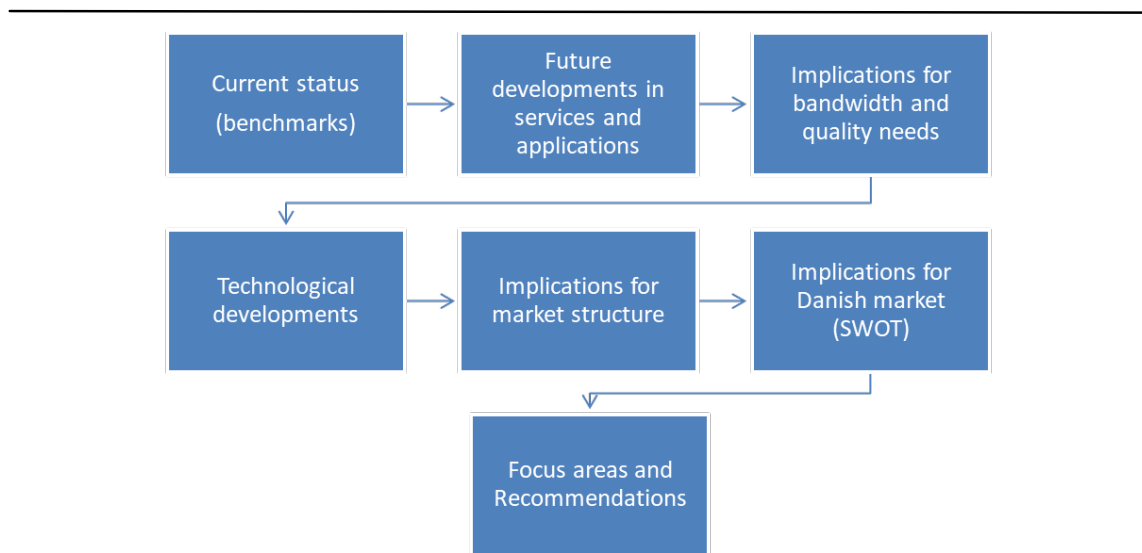 Current status
(benchmarks)
Future
developments in
services and
applications
Implications for
bandwidth and
quality needs
Technological
developments
Implications for
market structure
Implications for
Danish market
(SWOT)
Focus areas and
Recommendations